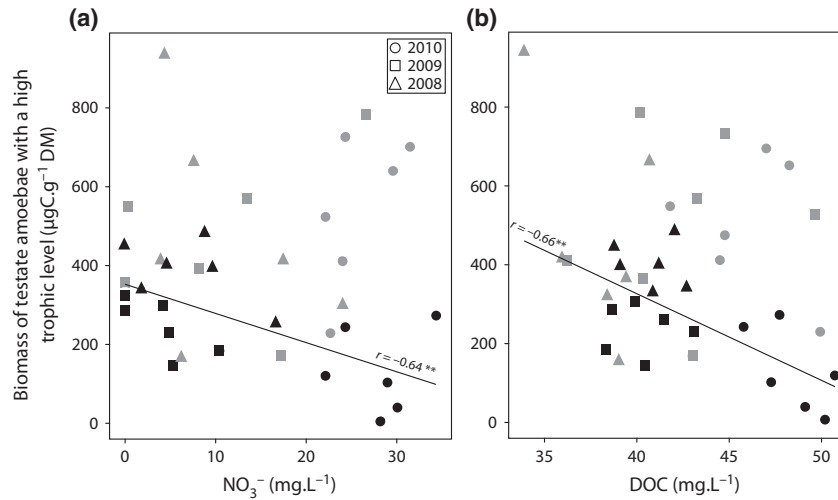 (a)
(b)
2010
2009
2008
Biomass of testate amoebae with a high
trophic level (µgC.g⁻¹ DM)
800
600
400
200
0
r = −0.64 **
0 10 20 30
NO₃⁻ (mg.L⁻¹)
800
600
400
200
0
r = −0.66**
35 40 45 50
DOC (mg.L⁻¹)